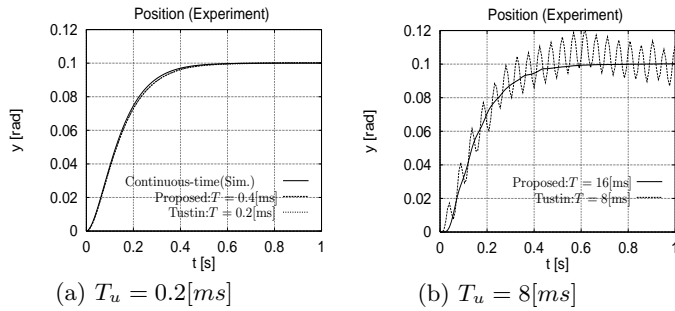 Position (Experiment)
0.12
0.1
0.08
0.06
0.04
0.02
0
y [rad]
Continuous-time(Sim.)
Proposed:T = 0.4[ms]
Tustin:T = 0.2[ms]
0 0.2 0.4 0.6 0.8 1
t [s]
(a) T_u = 0.2[ms]
Position (Experiment)
0.12
0.1
0.08
0.06
0.04
0.02
0
y [rad]
Proposed:T = 16[ms]
Tustin:T = 8[ms]
0 0.2 0.4 0.6 0.8 1
t [s]
(b) T_u = 8[ms]